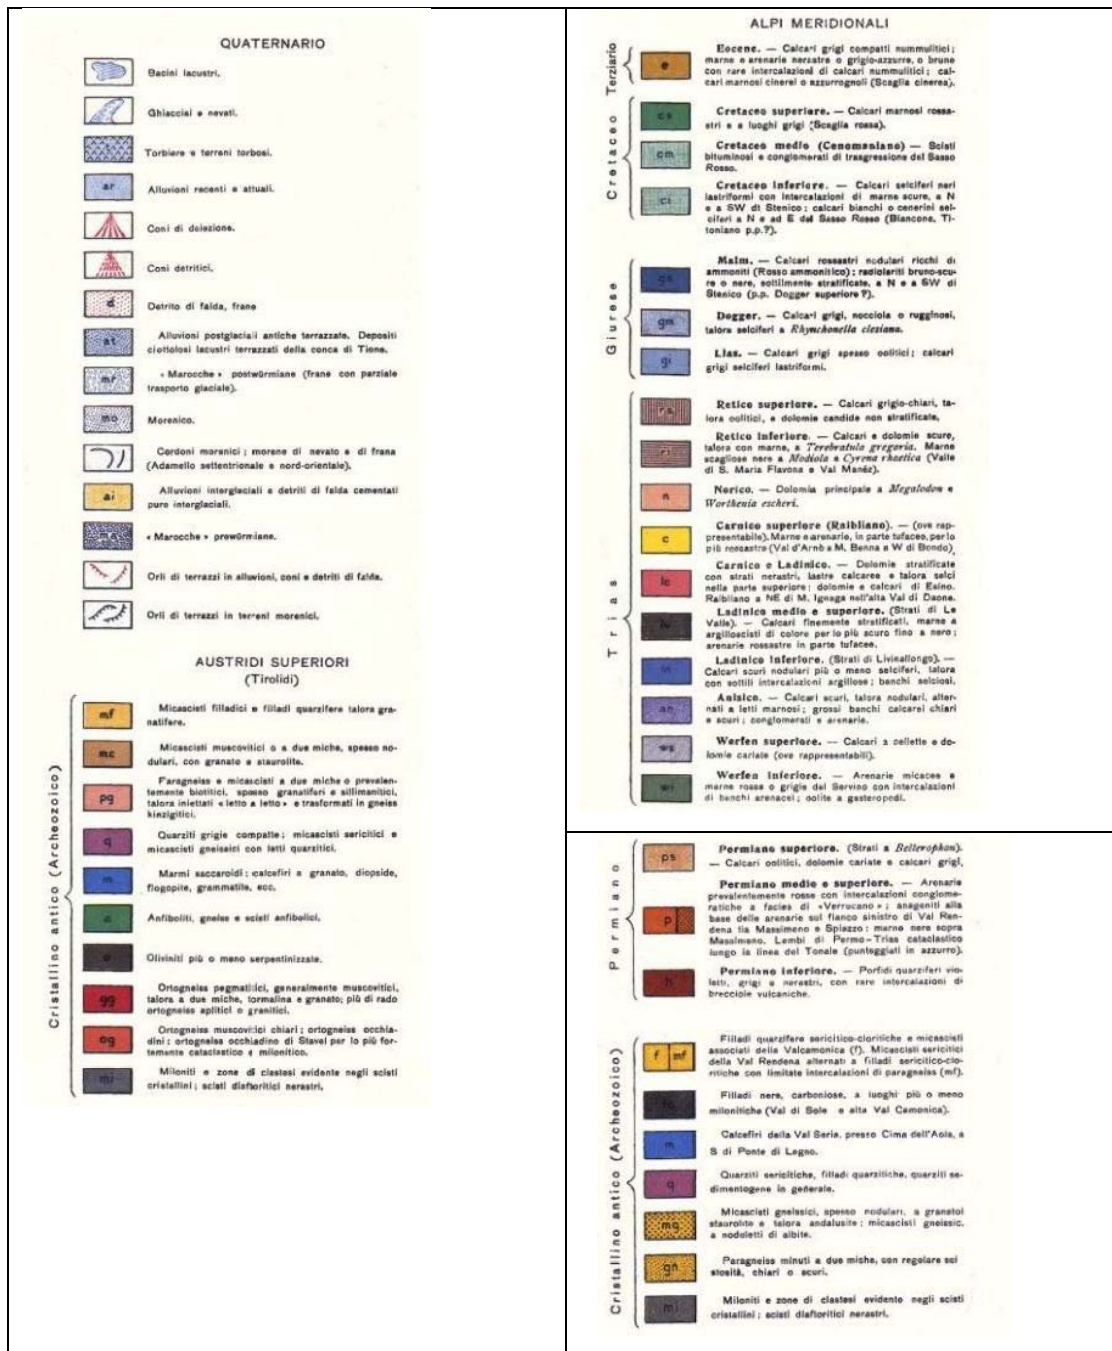 QUATERNARIO
Bacini lacustri.
Ghiacciai e nevati.
t
Torbiere e terreni torbosi.
ar
Alluvioni recenti e attuali.
Coni di deiezione.
Coni detritici.
d
Detrito di falda, frane
at
Alluvioni postglaciali antiche terrazzate. Depositi
ciottolosi lacustri terrazzati della conca di Tione.
mr
« Marocche » postwürmiane (frane con parziale
trasporto glaciale).
mo
Morenico.
Cordoni morenici ; morene di nevato e di frana
(Adamello settentrionale e nord-orientale).
ai
Alluvioni interglaciali e detriti di falda cementati
pure interglaciali.
« Marocche » prewürmiane.
Orli di terrazzi in alluvioni, coni e detriti di falda.
Orli di terrazzi in terreni morenici.
AUSTRIDI SUPERIORI
(Tirolidi)
Cristallino antico (Archeozoico)
mf
Micascisti filladici e filladi quarzifere talora gra-
natifere.
mc
Micascisti muscovitici o a due miche, spesso no-
dulari, con granato e staurolite.
pg
Paragneiss e micascisti a due miche o prevalen-
temente biotitici, spesso granatiferi e sillimanitici,
talora iniettati « letto a letto » e trasformati in gneiss
kinzigitici.
q
Quarziti grigie compatte ; micascisti sericitici e
micascisti gneissici con letti quarzitici.
m
Marmi saccaroidi ; calcefiri a granato, diopside,
flogopite, grammatite, ecc.
a
Anfiboliti, gneiss e scisti anfibolici.
o
Oliviniti più o meno serpentinizzate.
gg
Ortogneiss pegmatitici, generalmente muscovitici,
talora a due miche, tormalina e granato; più di rado
ortogneiss aplitici o granitici.
og
Ortogneiss muscovitici chiari ; ortogneiss occhia-
dini ; ortogneiss occhiadino di Stavel per lo più for-
temente cataclastico e milonitico.
mi
Miloniti e zone di clastesi evidente negli scisti
cristallini ; scisti diaftoritici nerastri.
ALPI MERIDIONALI
Terziario
e
Eocene. — Calcari grigi compatti nummulitici ;
marne e arenarie nerastre o grigio-azzurre, o brune
con rare intercalazioni di calcari nummulitici ; cal-
cari marnosi cinerei o azzurrognoli (Scaglia cinerea).
Cretaceo
cs
Cretaceo superiore. — Calcari marnosi rossa-
stri e a luoghi grigi (Scaglia rossa).
cm
Cretaceo medio (Cenomaniano) — Scisti
bituminosi e conglomerati di trasgressione del Sasso
Rosso.
ci
Cretaceo inferiore. — Calcari selciferi neri
lastriformi con intercalazioni di marne scure, a N
e a SW di Stenico ; calcari bianchi o cenerini sel-
ciferi a N e ad E del Sasso Rosso (Biancone, Ti-
toniano p.p.?).
Giurese
gs
Malm. — Calcari rossastri nodulari ricchi di
ammoniti (Rosso ammonitico) ; radiolariti bruno-scu-
re o nere, sottilmente stratificate, a N e a SW di
Stenico (p.p. Dogger superiore ?).
gm
Dogger. — Calcari grigi, nocciola o rugginosi,
talora selciferi a Rhynchonella clesiana.
gi
Lias. — Calcari grigi spesso oolitici ; calcari
grigi selciferi lastriformi.
Trias
rs
Retico superiore. — Calcari grigio-chiari, ta-
lora oolitici, e dolomie candide non stratificate.
ri
Retico inferiore. — Calcari e dolomie scure,
talora con marne, a Terebratula gregaria. Marne
scagliose nere a Modiola e Cyrena rhaetica (Valle
di S. Maria Flavona e Val Manéz).
n
Norico. — Dolomia principale a Megalodon e
Worthenia escheri.
c
Carnico superiore (Raibliano). — (ove rap-
presentabile). Marne e arenarie, in parte tufacee, per lo
più rossastre (Val d'Arnò a M. Benna a W di Bondo).
lc
Carnico e Ladinico. — Dolomie stratificate
con strati nerastri, lastre calcaree e talora selci
nella parte superiore ; dolomie e calcari di Esino.
Raibliano a NE di M. Ignaga nell'alta Val di Daone.
Ladinico medio e superiore. (Strati di La
Valle). — Calcari finemente stratificati, marne e
argilloscisti di colore per lo più scuro fino a nero ;
arenarie rossastre in parte tufacee.
Ladinico inferiore. (Strati di Livinallongo). —
Calcari scuri nodulari più o meno selciferi, talora
con sottili intercalazioni argillose ; banchi selciosi.
an
Anisico. — Calcari scuri, talora nodulari, alter-
nati a letti marnosi ; grossi banchi calcarei chiari
e scuri ; conglomerati e arenarie.
ws
Werfen superiore. — Calcari a cellette e do-
lomie cariate (ove rappresentabili).
wi
Werfen inferiore. — Arenarie micacee e
marne rosse o grigie del Servino con intercalazioni
di banchi arenacei ; oolite a gasteropodi.
Permiano
ps
Permiano superiore. (Strati a Bellerophon).
— Calcari oolitici, dolomie cariate e calcari grigi.
p
Permiano medio e superiore. — Arenarie
prevalentemente rosse con intercalazioni conglome-
ratiche a facies di «Verrucano» ; anageniti alla
base delle arenarie sul fianco sinistro di Val Ren-
dena tra Massimeno e Spiazzo ; marne nere sopra
Massimeno. Lembi di Permo-Trias cataclastico
lungo la linea del Tonale (punteggiati in azzurro).
h
Permiano inferiore. — Porfidi quarziferi vio-
letti, grigi e nerastri, con rare intercalazioni di
brecciole vulcaniche.
Cristallino antico (Archeozoico)
f mf
Filladi quarzifere sericitico-cloritiche e micascisti
associati della Valcamonica (f). Micascisti sericitici
della Val Rendena alternati a filladi sericitico-clo-
ritiche con limitate intercalazioni di paragneiss (mf).
Filladi nere, carboniose, a luoghi più o meno
milonitiche (Val di Sole e alta Val Camonica).
m
Calcefiri della Val Seria, presso Cima dell'Aola, a
S di Ponte di Legno.
q
Quarziti sericitiche, filladi quarzitiche, quarziti se-
dimentogene in generale.
mg
Micascisti gneissici, spesso nodulari, a granatoi
staurolite e talora andalusite ; micascisti gneissic,
a noduletti di albite.
gn
Paragneiss minuti a due miche, con regolare sci
stosità, chiari o scuri.
mi
Miloniti e zone di clastesi evidente negli scisti
cristallini ; scisti diaftoritici nerastri.